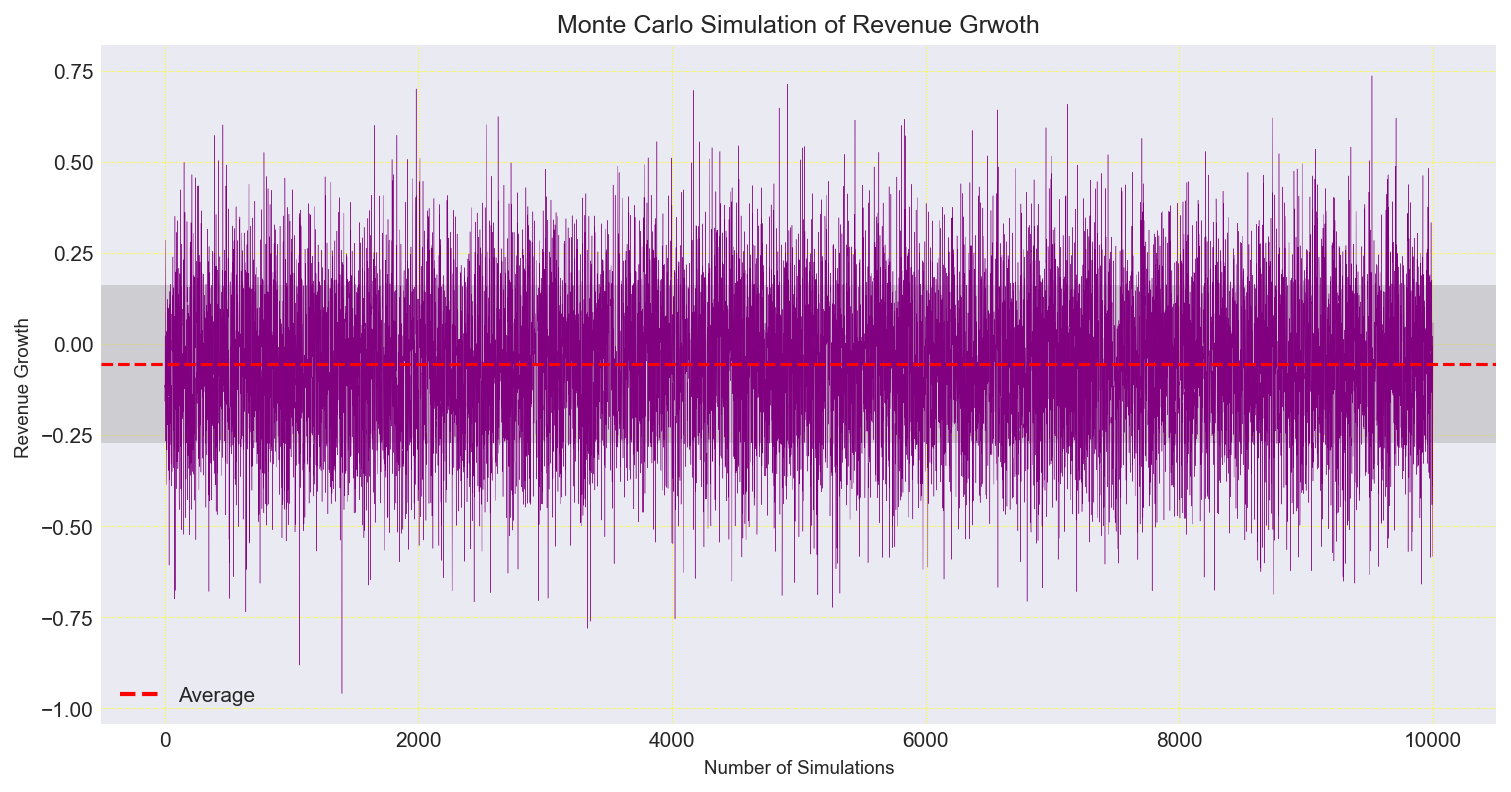 Monte Carlo Simulation of Revenue Grwoth
Revenue Growth
0.75
0.50
0.25
0.00
−0.25
−0.50
−0.75
−1.00
Average
0 2000 4000 6000 8000 10000
Number of Simulations